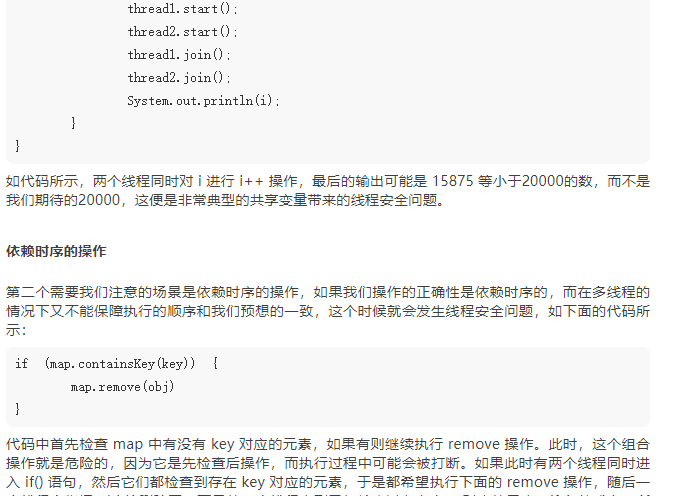 thread1.start();
thread2.start();
thread1.join();
thread2.join();
System.out.println(i);
}
}
如代码所示，两个线程同时对 i 进行 i++ 操作，最后的输出可能是 15875 等小于20000的数，而不是
我们期待的20000，这便是非常典型的共享变量带来的线程安全问题。
依赖时序的操作
第二个需要我们注意的场景是依赖时序的操作，如果我们操作的正确性是依赖时序的，而在多线程的
情况下又不能保障执行的顺序和我们预想的一致，这个时候就会发生线程安全问题，如下面的代码所
示：
if (map.containsKey(key)) {
map.remove(obj)
}
代码中首先检查 map 中有没有 key 对应的元素，如果有则继续执行 remove 操作。此时，这个组合
操作就是危险的，因为它是先检查后操作，而执行过程中可能会被打断。如果此时有两个线程同时进
入 if() 语句，然后它们都检查到存在 key 对应的元素，于是都希望执行下面的 remove 操作，随后一